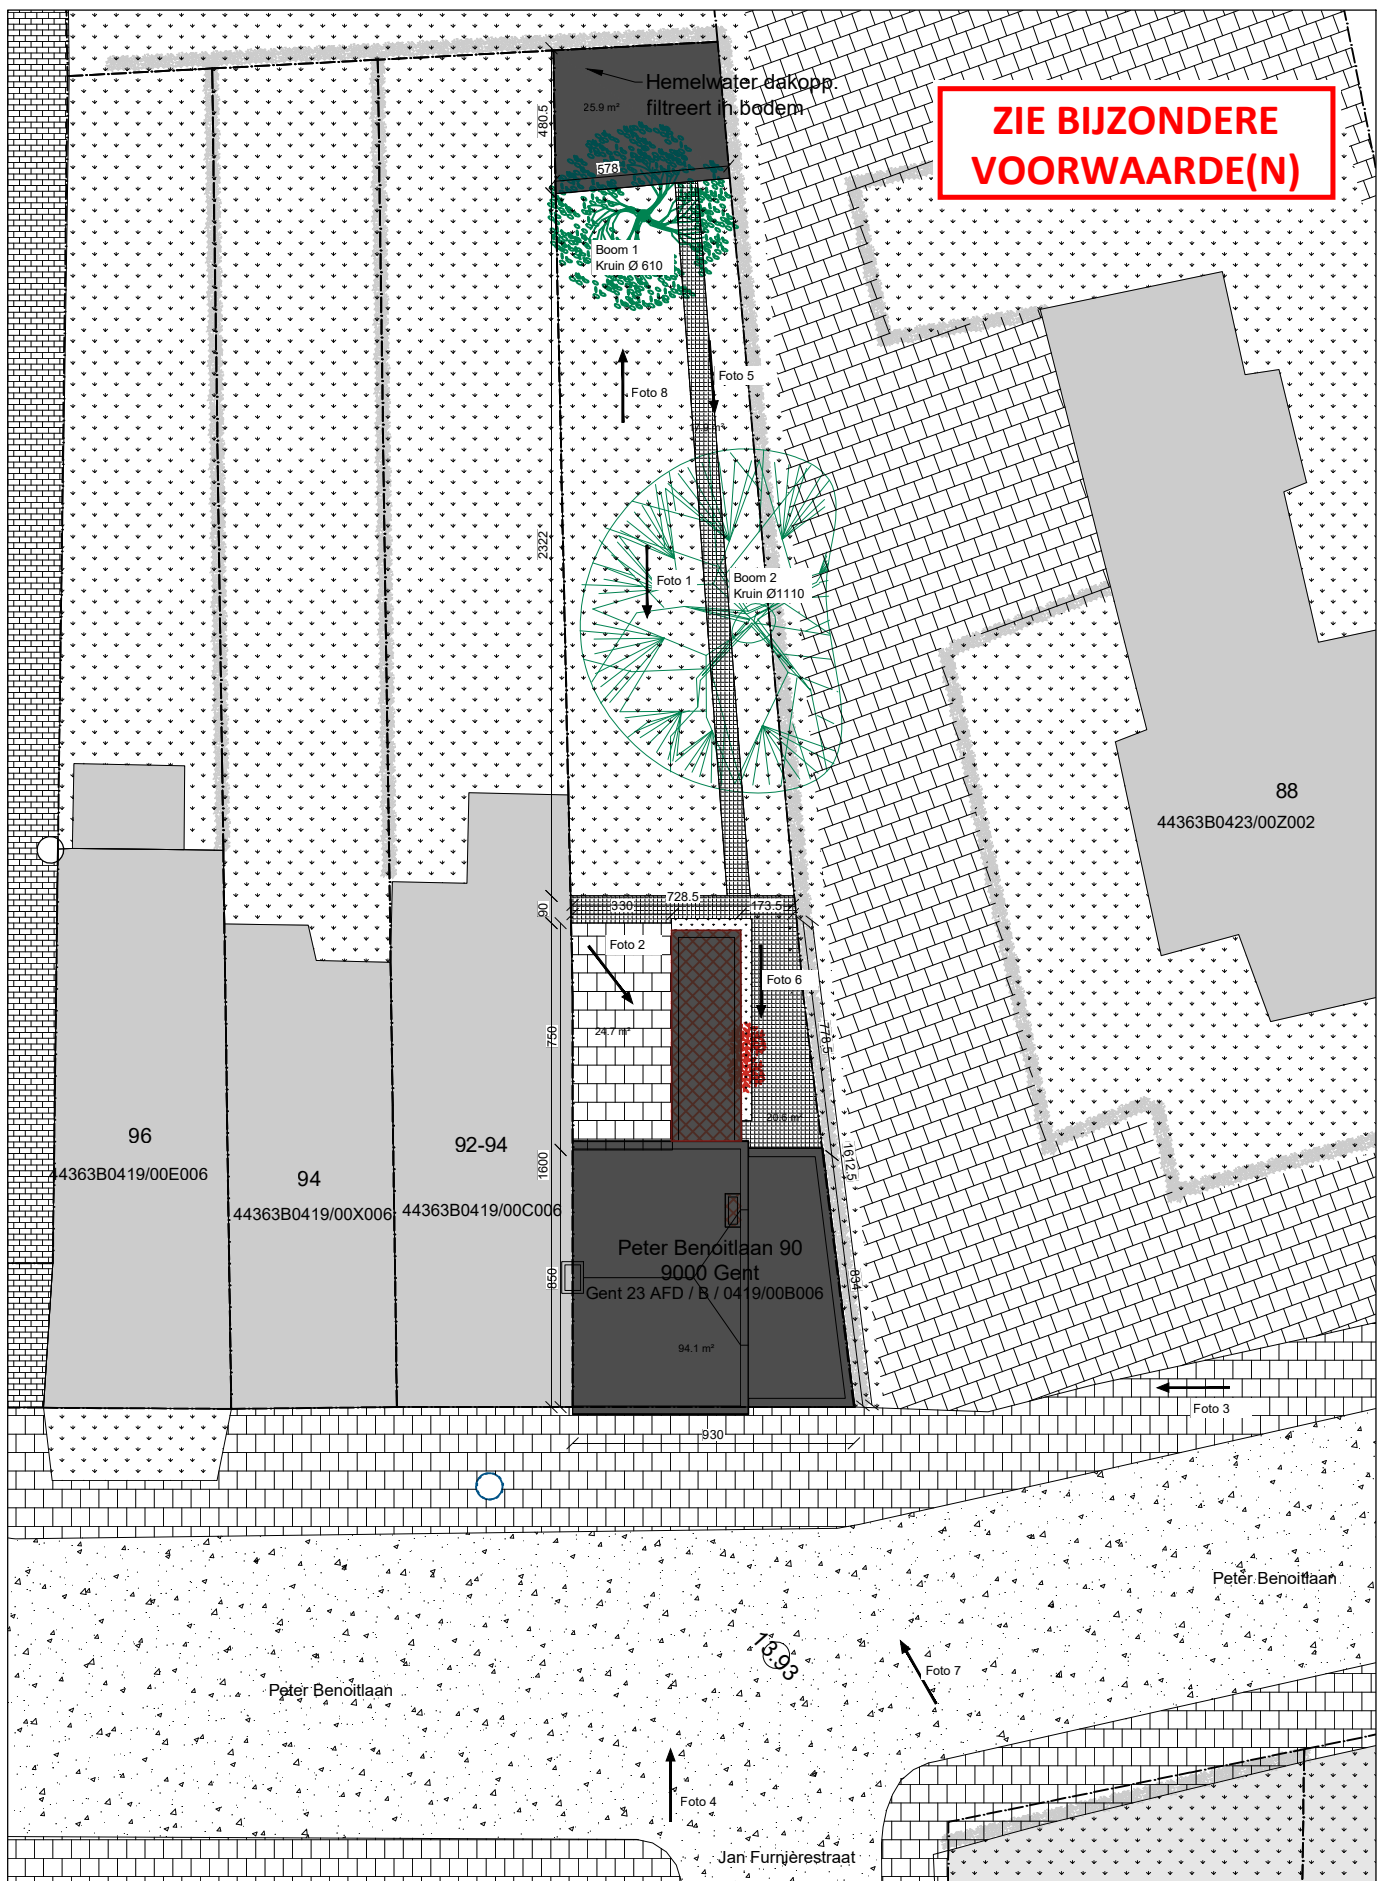 Hemelwater dakopp.
filtreert in bodem
25.9 m²
ZIE BIJZONDERE
VOORWAARDE(N)
480.5
578
Boom 1
Kruin Ø 610
Foto 5
Foto 8
2322
Foto 1
Boom 2
Kruin Ø1110
88
44363B0423/00Z002
728.5
90
330
173.5
Foto 2
Foto 6
24.7 m²
750
778.5
96
44363B0419/00E006
94
44363B0419/00X006
92-94
44363B0419/00C006
1600
1612.5
Peter Benoitlaan 90
9000 Gent
Gent 23 AFD / B / 0419/00B006
850
834
94.1 m²
Foto 3
930
Peter Benoitlaan
13.93
Foto 7
Peter Benoitlaan
Foto 4
Jan Furnièrestraat